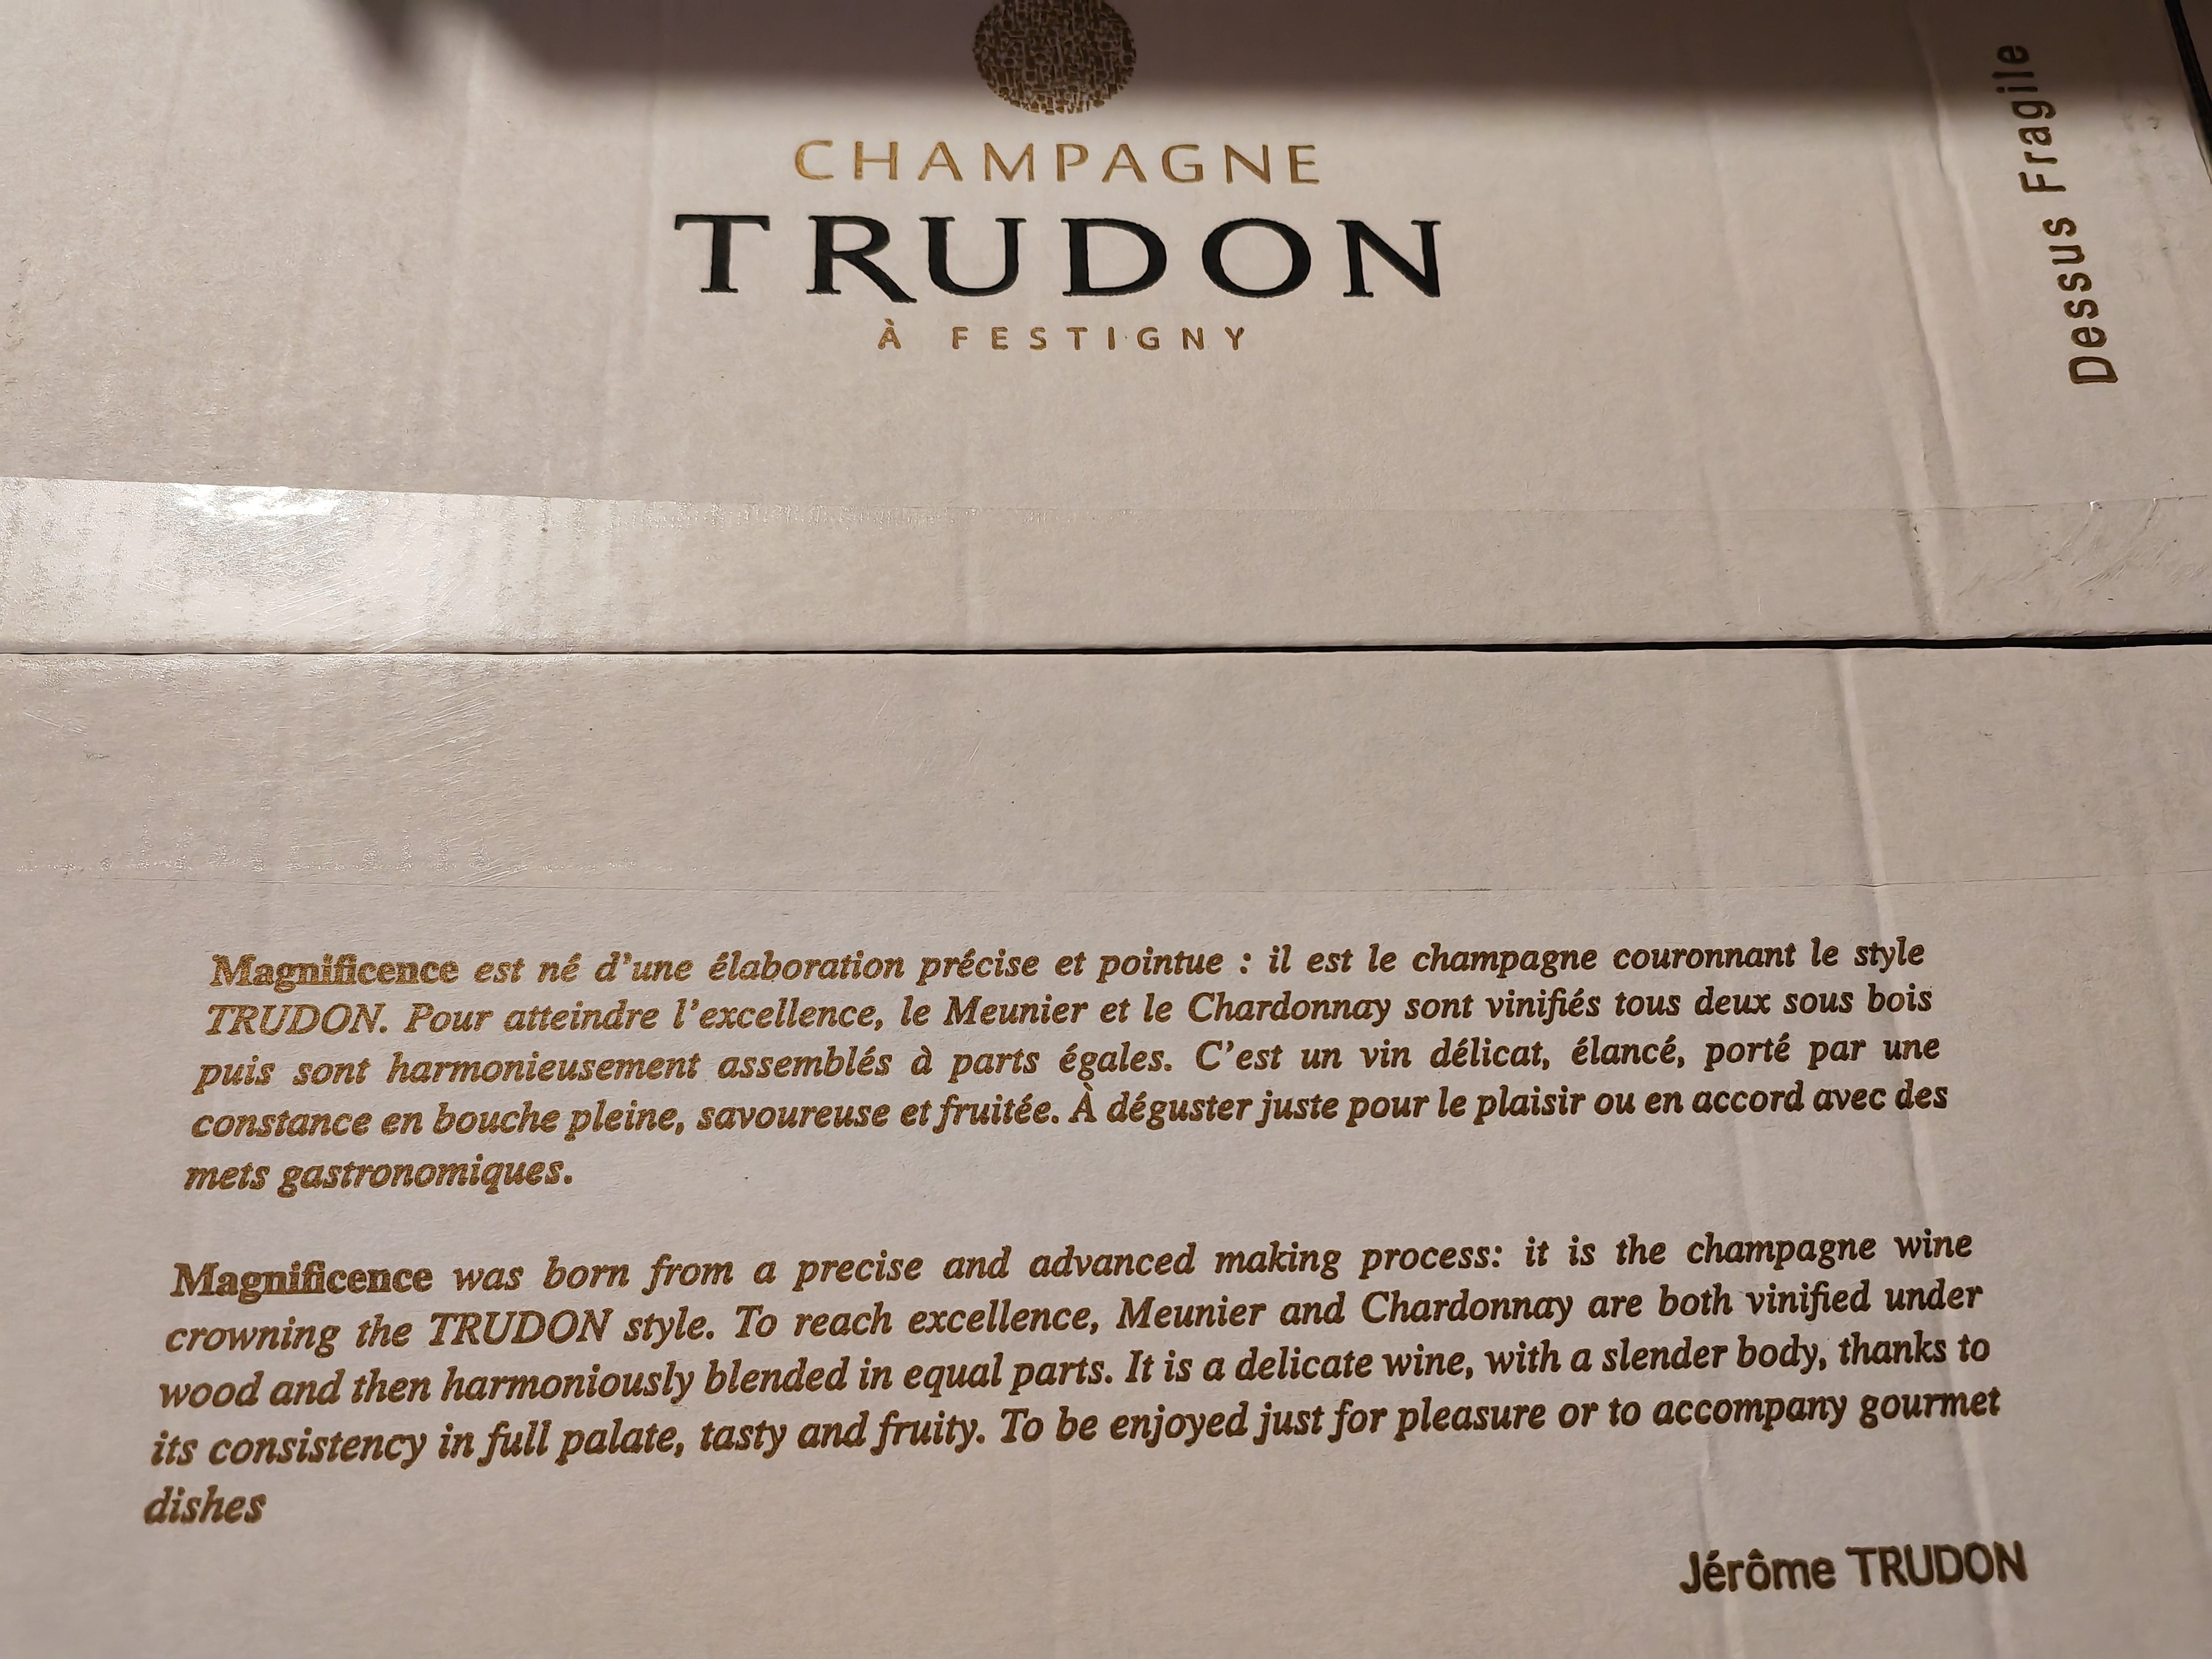 CHAMPAGNE
TRUDON
À FESTIGNY
Dessus Fragile
Magnificence est né d'une élaboration précise et pointue : il est le champagne couronnant le style
TRUDON. Pour atteindre l'excellence, le Meunier et le Chardonnay sont vinifiés tous deux sous bois
puis sont harmonieusement assemblés à parts égales. C'est un vin délicat, élancé, porté par une
constance en bouche pleine, savoureuse et fruitée. À déguster juste pour le plaisir ou en accord avec des
mets gastronomiques.
Magnificence was born from a precise and advanced making process: it is the champagne wine
crowning the TRUDON style. To reach excellence, Meunier and Chardonnay are both vinified under
wood and then harmoniously blended in equal parts. It is a delicate wine, with a slender body, thanks to
its consistency in full palate, tasty and fruity. To be enjoyed just for pleasure or to accompany gourmet
dishes
Jérôme TRUDON